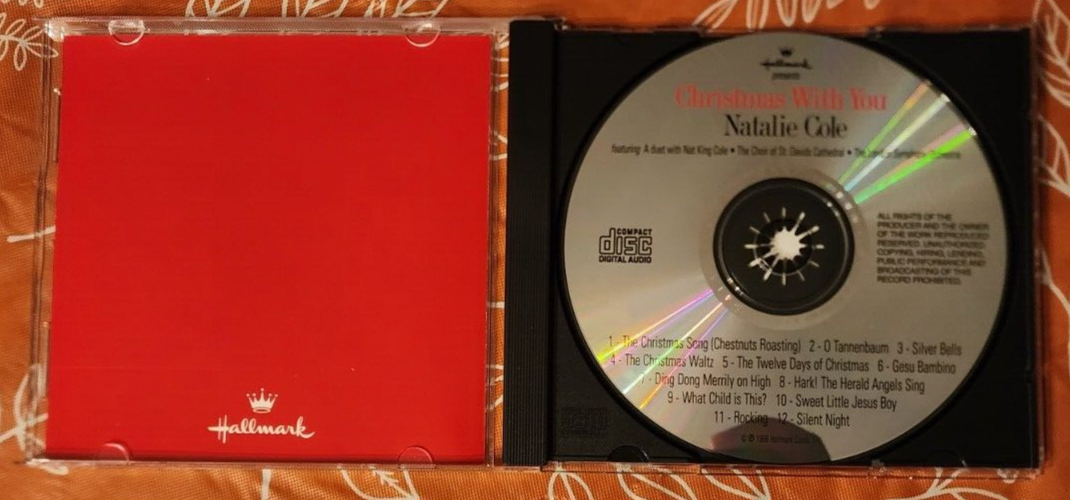 Hallmark
Hallmark
presents
Christmas With You
Natalie Cole
featuring: A duet with Nat King Cole • The Choir of St. Davids Cathedral • The London Symphony Orchestra
COMPACT
disc
DIGITAL AUDIO
ALL RIGHTS OF THE
PRODUCER AND THE OWNER
OF THE WORK REPRODUCED
RESERVED. UNAUTHORIZED
COPYING, HIRING, LENDING,
PUBLIC PERFORMANCE AND
BROADCASTING OF THIS
RECORD PROHIBITED.
1 - The Christmas Song (Chestnuts Roasting) 2 - O Tannenbaum 3 - Silver Bells
4 - The Christmas Waltz 5 - The Twelve Days of Christmas 6 - Gesu Bambino
7 - Ding Dong Merrily on High 8 - Hark! The Herald Angels Sing
9 - What Child is This? 10 - Sweet Little Jesus Boy
11 - Rocking 12 - Silent Night